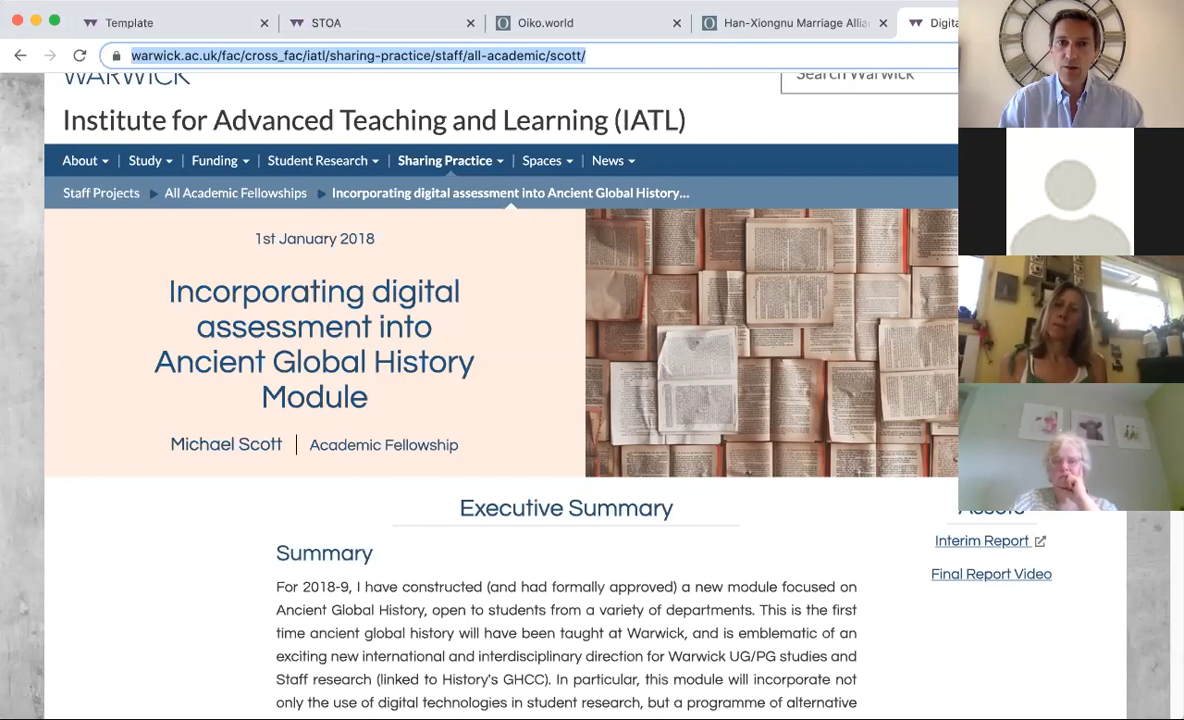 Template
STOA
Oiko.world
Han-Xiongnu Marriage Allia
Digita
warwick.ac.uk/fac/cross_fac/iatl/sharing-practice/staff/all-academic/scott/
WARWICK
Search Warwick
Institute for Advanced Teaching and Learning (IATL)
About
Study
Funding
Student Research
Sharing Practice
Spaces
News
Staff Projects
All Academic Fellowships
Incorporating digital assessment into Ancient Global History...
1st January 2018
Incorporating digital
assessment into
Ancient Global History
Module
Michael Scott | Academic Fellowship
Executive Summary
Assets
Summary
Interim Report
Final Report Video
For 2018-9, I have constructed (and had formally approved) a new module focused on
Ancient Global History, open to students from a variety of departments. This is the first
time ancient global history will have been taught at Warwick, and is emblematic of an
exciting new international and interdisciplinary direction for Warwick UG/PG studies and
Staff research (linked to History's GHCC). In particular, this module will incorporate not
only the use of digital technologies in student research, but a programme of alternative